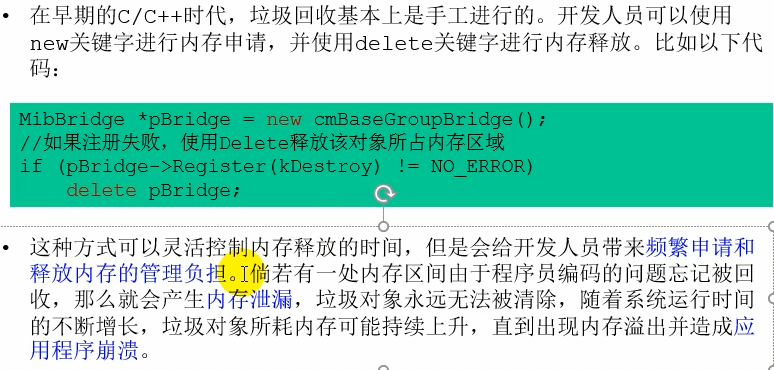 • 在早期的C/C++时代，垃圾回收基本上是手工进行的。开发人员可以使用
new关键字进行内存申请，并使用delete关键字进行内存释放。比如以下代
码：
MibBridge *pBridge = new cmBaseGroupBridge();
//如果注册失败，使用Delete释放该对象所占内存区域
if (pBridge->Register(kDestroy) != NO_ERROR)
    delete pBridge;
• 这种方式可以灵活控制内存释放的时间，但是会给开发人员带来频繁申请和
释放内存的管理负担。倘若有一处内存区间由于程序员编码的问题忘记被回
收，那么就会产生内存泄漏，垃圾对象永远无法被清除，随着系统运行时间
的不断增长，垃圾对象所耗内存可能持续上升，直到出现内存溢出并造成应
用程序崩溃。